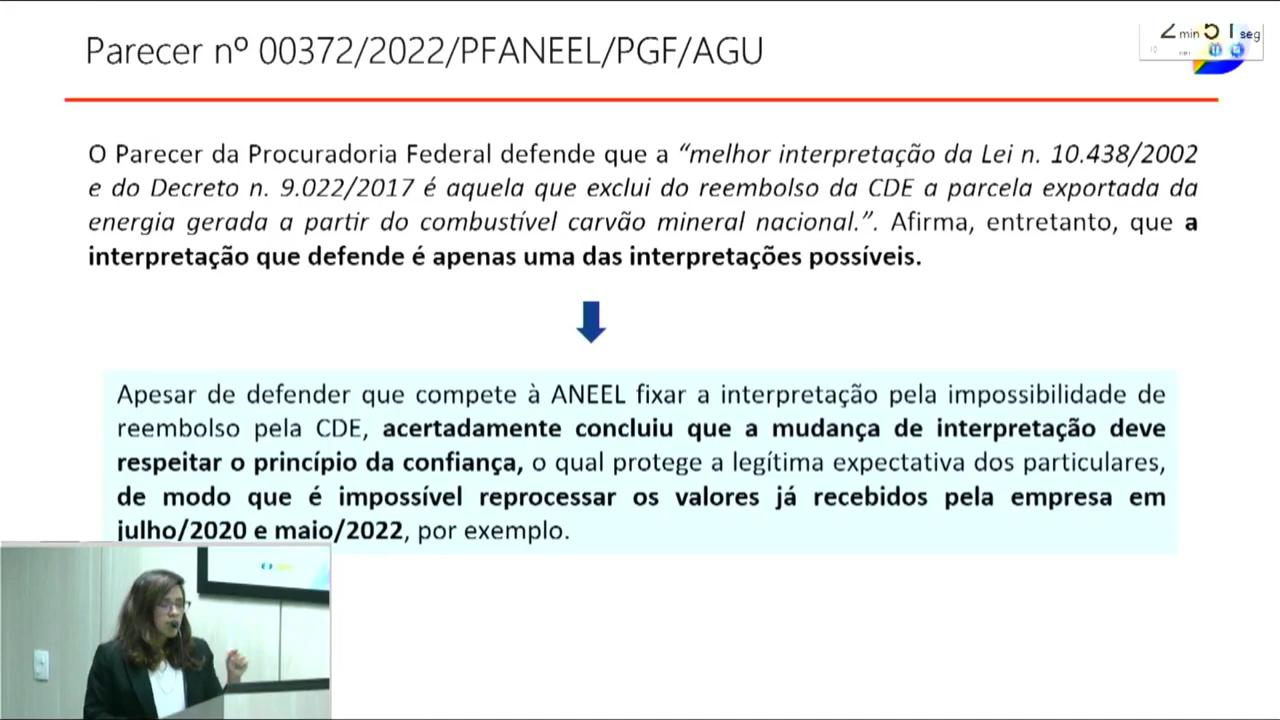 Parecer nº 00372/2022/PFANEEL/PGF/AGU
2 min 51 seg
O Parecer da Procuradoria Federal defende que a “melhor interpretação da Lei n. 10.438/2002
e do Decreto n. 9.022/2017 é aquela que exclui do reembolso da CDE a parcela exportada da
energia gerada a partir do combustível carvão mineral nacional.”. Afirma, entretanto, que a
interpretação que defende é apenas uma das interpretações possíveis.
Apesar de defender que compete à ANEEL fixar a interpretação pela impossibilidade de
reembolso pela CDE, acertadamente concluiu que a mudança de interpretação deve
respeitar o princípio da confiança, o qual protege a legítima expectativa dos particulares,
de modo que é impossível reprocessar os valores já recebidos pela empresa em
julho/2020 e maio/2022, por exemplo.